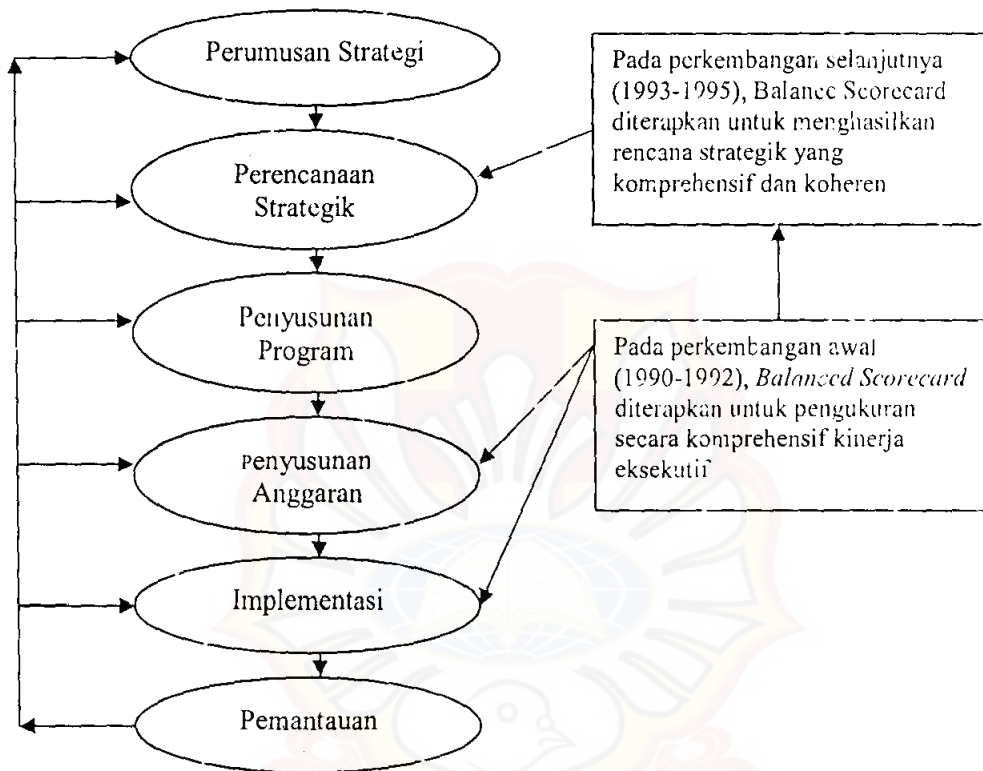 Perumusan Strategi
Perencanaan
Strategik
Penyusunan
Program
Penyusunan
Anggaran
Implementasi
Pemantauan
Pada perkembangan selanjutnya
(1993-1995), Balance Scorecard
diterapkan untuk menghasilkan
rencana strategik yang
komprehensif dan koheren
Pada perkembangan awal
(1990-1992), Balanced Scorecard
diterapkan untuk pengukuran
secara komprehensif kinerja
eksekutif